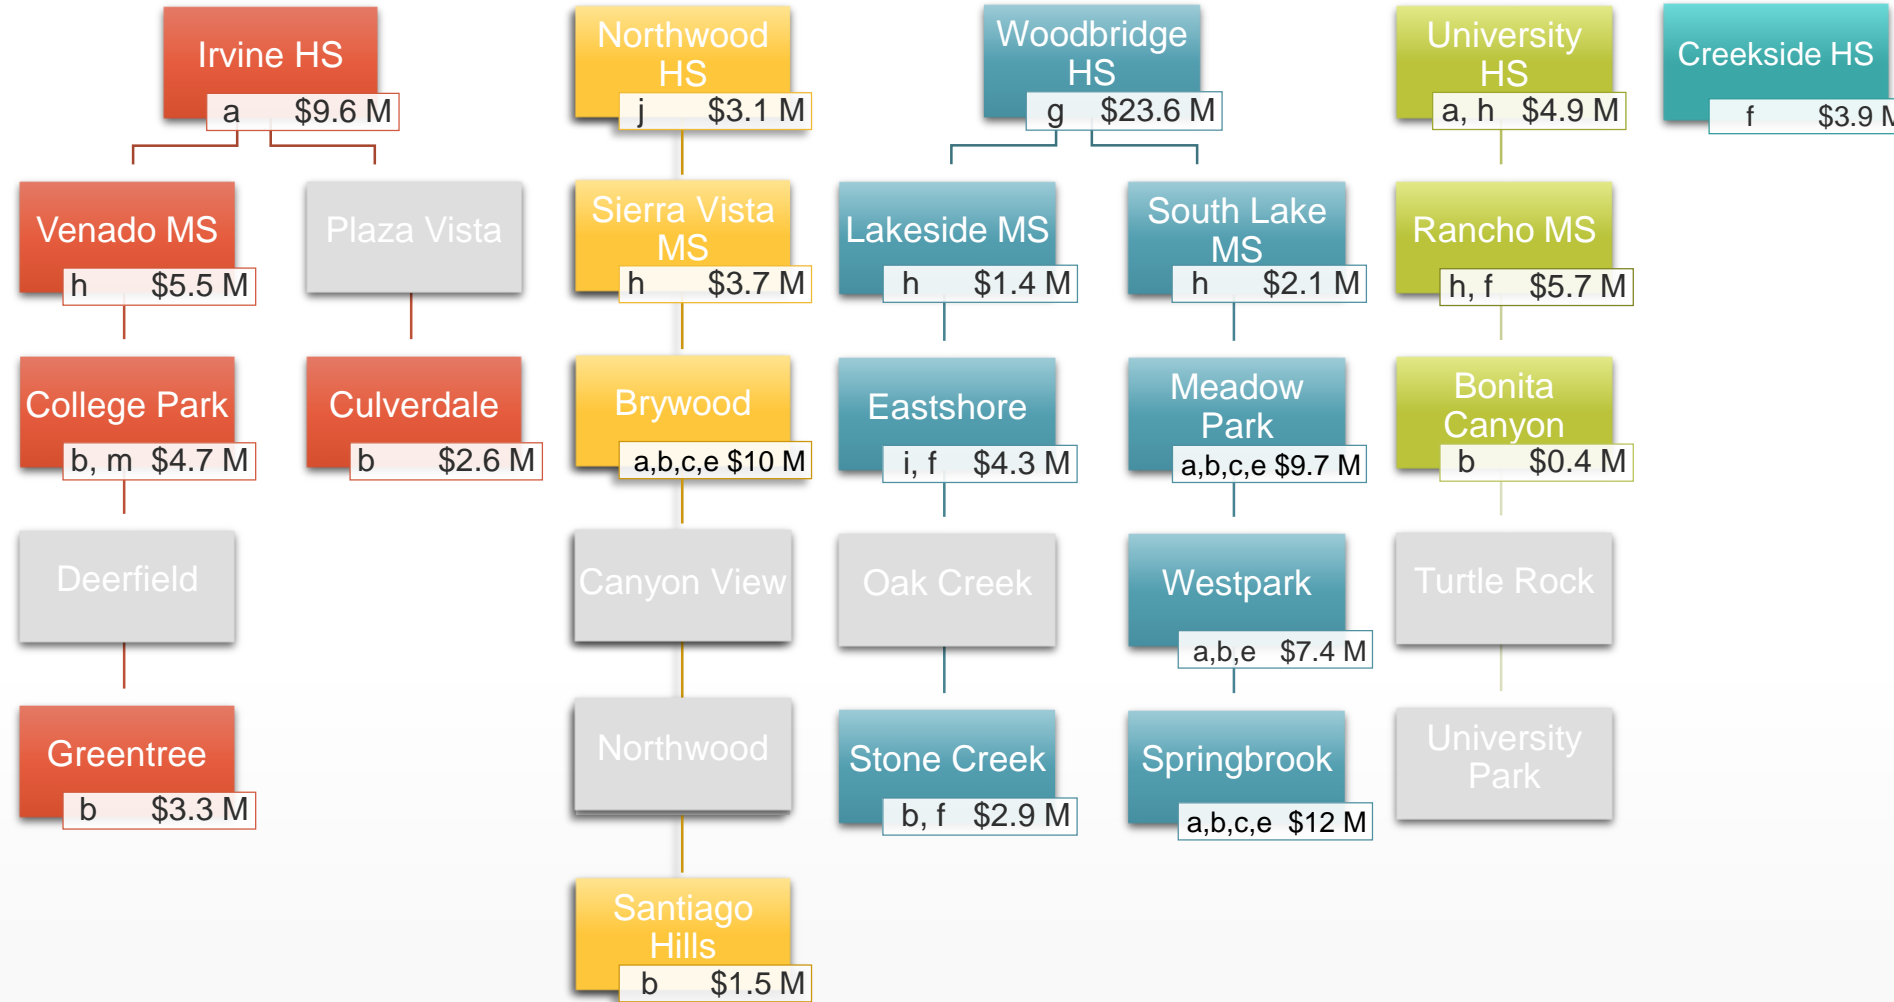 Irvine HS
a $9.6 M
Northwood
HS
j $3.1 M
Woodbridge
HS
g $23.6 M
University
HS
a, h $4.9 M
Creekside HS
f $3.9 M
Venado MS
h $5.5 M
Plaza Vista
Sierra Vista
MS
h $3.7 M
Lakeside MS
h $1.4 M
South Lake
MS
h $2.1 M
Rancho MS
h, f $5.7 M
College Park
b, m $4.7 M
Culverdale
b $2.6 M
Brywood
a,b,c,e $10 M
Eastshore
i, f $4.3 M
Meadow
Park
a,b,c,e $9.7 M
Bonita
Canyon
b $0.4 M
Deerfield
Canyon View
Oak Creek
Westpark
a,b,e $7.4 M
Turtle Rock
Greentree
b $3.3 M
Northwood
Stone Creek
b, f $2.9 M
Springbrook
a,b,c,e $12 M
University
Park
Santiago
Hills
b $1.5 M